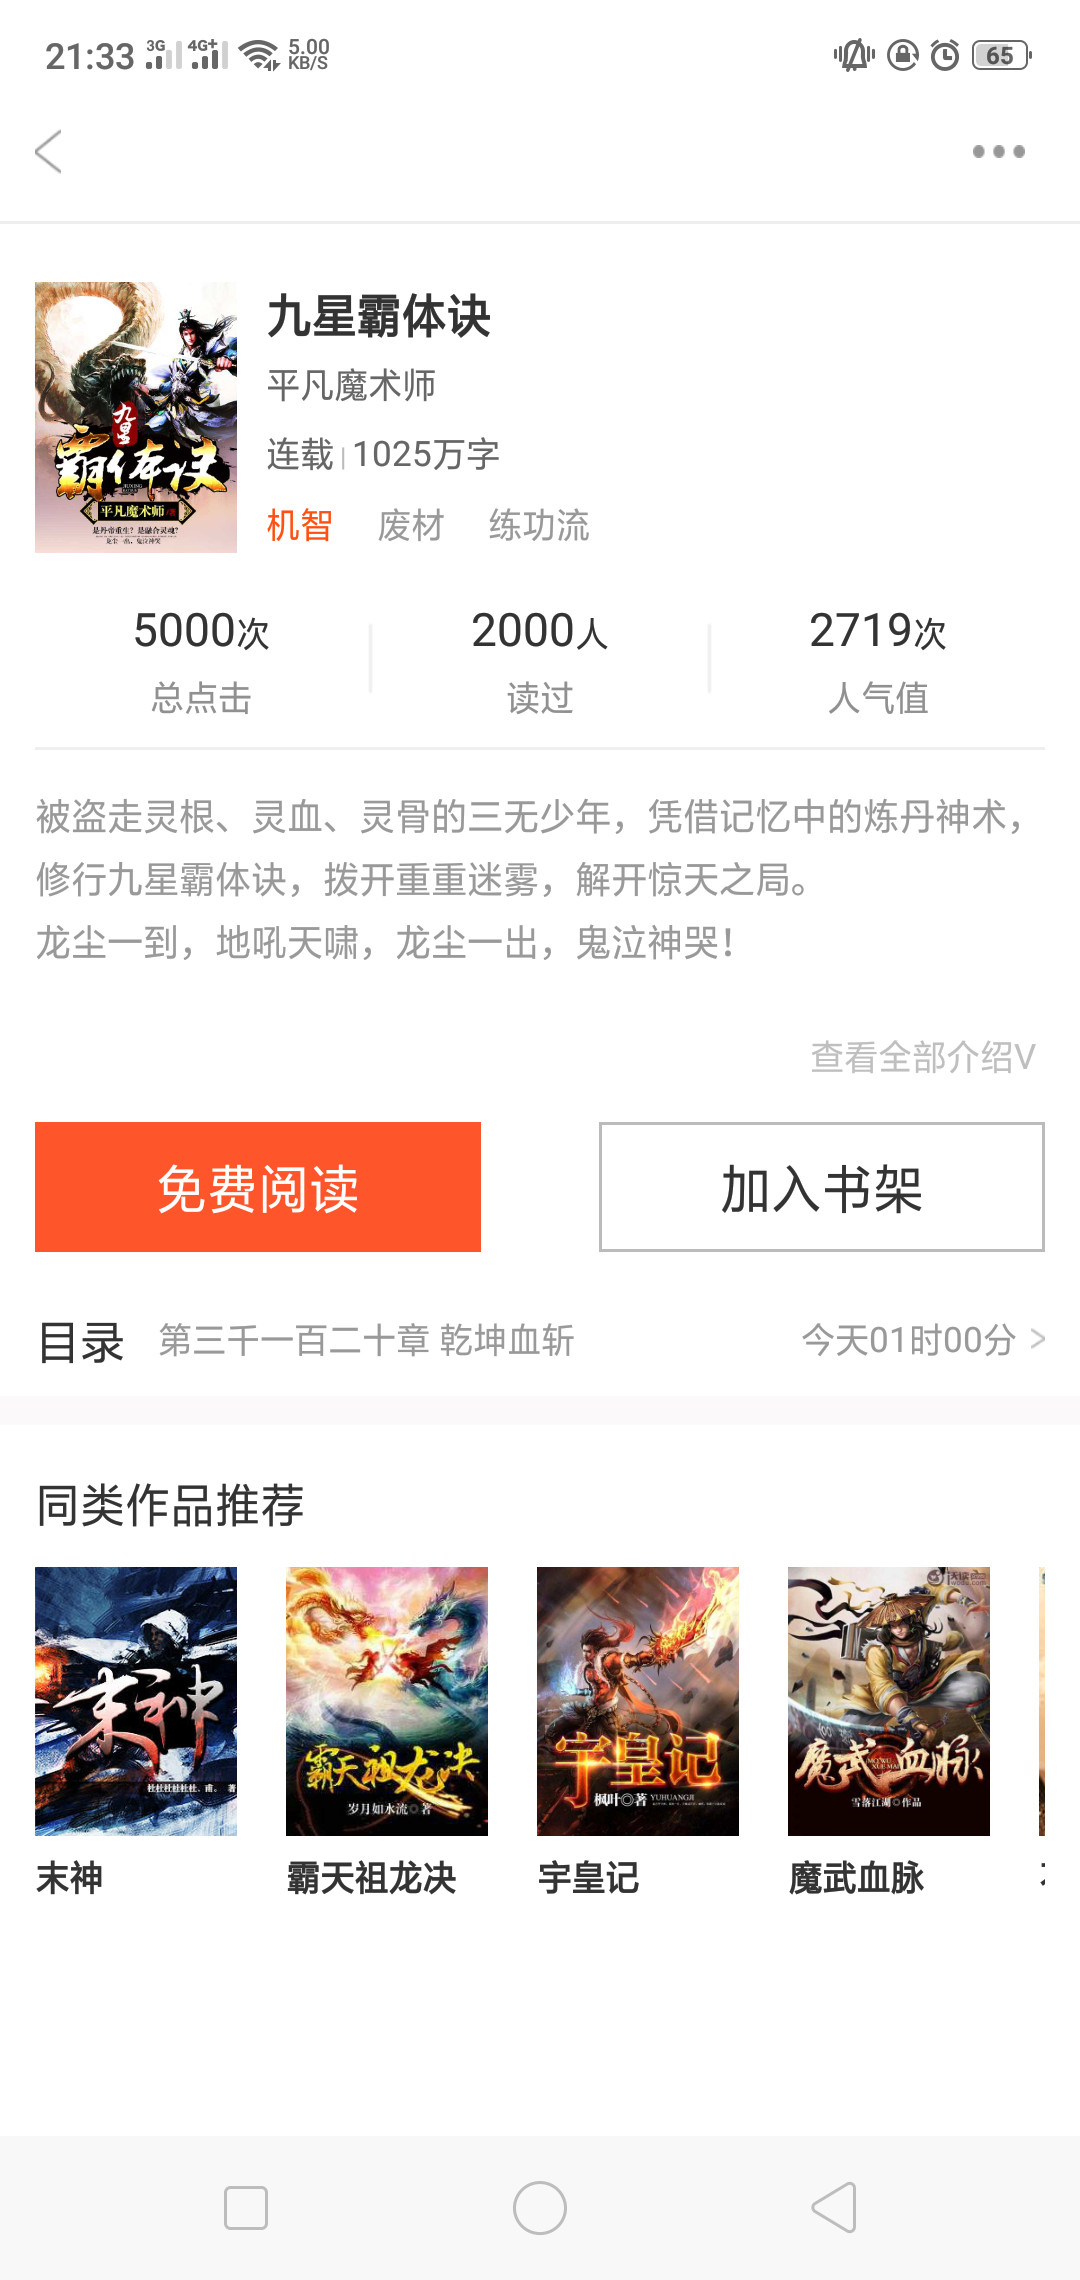 21:33 3G 4G+ 5.00 KB/S 65
九星霸体诀
平凡魔术师
连载 | 1025万字
机智 废材 练功流
九星
霸体诀
平凡魔术师
是丹帝重生？是融合灵魂？
5000次 2000人 2719次
总点击 读过 人气值
被盗走灵根、灵血、灵骨的三无少年，凭借记忆中的炼丹神术，
修行九星霸体诀，拨开重重迷雾，解开惊天之局。
龙尘一到，地吼天啸，龙尘一出，鬼泣神哭！
查看全部介绍V
免费阅读 加入书架
目录 第三千一百二十章 乾坤血斩 今天01时00分 >
同类作品推荐
末神
霸天祖龙决
岁月如水流◎著
宇皇记
枫叶◎著 YUHUANGJI
魔武血脉
雪落江湖◎作品
末神 霸天祖龙决 宇皇记 魔武血脉